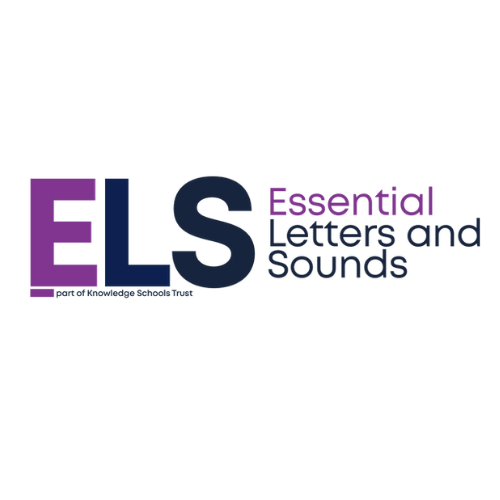 ELS
part of Knowledge Schools Trust
Essential
Letters and
Sounds